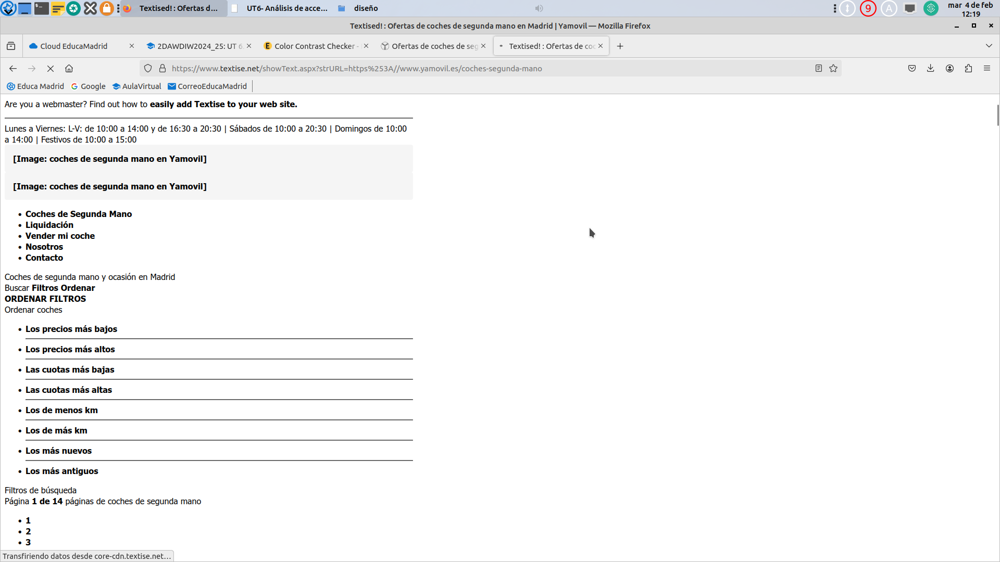 Textised! : Ofertas d...
UT6- Análisis de acce...
diseño
9
A
mar 4 de feb
12:19
Textised! : Ofertas de coches de segunda mano en Madrid | Yamovil — Mozilla Firefox
Cloud EducaMadrid
2DAWDIW2024_25: UT 6.
Color Contrast Checker -
Ofertas de coches de seg
Textised! : Ofertas de coc
https://www.textise.net/showText.aspx?strURL=https%253A//www.yamovil.es/coches-segunda-mano
Educa Madrid
Google
AulaVirtual
CorreoEducaMadrid
Are you a webmaster? Find out how to easily add Textise to your web site.
Lunes a Viernes: L-V: de 10:00 a 14:00 y de 16:30 a 20:30 | Sábados de 10:00 a 20:30 | Domingos de 10:00
a 14:00 | Festivos de 10:00 a 15:00
[Image: coches de segunda mano en Yamovil]
[Image: coches de segunda mano en Yamovil]
• Coches de Segunda Mano
• Liquidación
• Vender mi coche
• Nosotros
• Contacto
Coches de segunda mano y ocasión en Madrid
Buscar Filtros Ordenar
ORDENAR FILTROS
Ordenar coches
• Los precios más bajos
• Los precios más altos
• Las cuotas más bajas
• Las cuotas más altas
• Los de menos km
• Los de más km
• Los más nuevos
• Los más antiguos
Filtros de búsqueda
Página 1 de 14 páginas de coches de segunda mano
• 1
• 2
• 3
Transfiriendo datos desde core-cdn.textise.net…